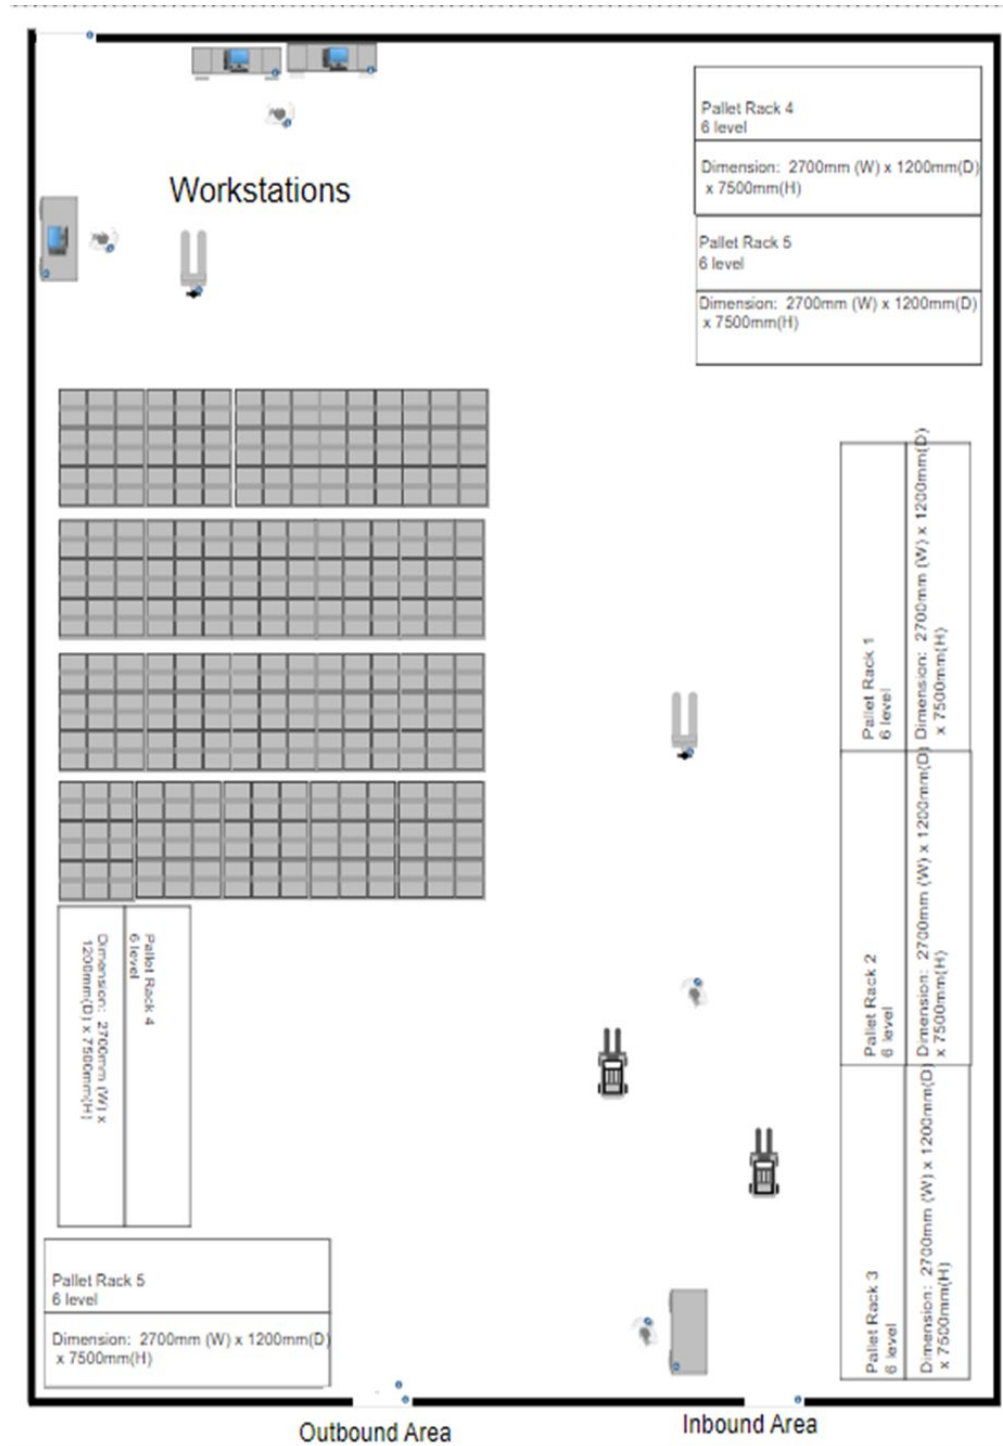 Pallet Rack 4
6 level
Dimension: 2700mm (W) x 1200mm(D)
x 7500mm(H)
Workstations
Pallet Rack 5
6 level
Dimension: 2700mm (W) x 1200mm(D)
x 7500mm(H)
Pallet Rack 1
6 level
Dimension: 2700mm (W) x 1200mm(D)
x 7500mm(H)
Pallet Rack 2
6 level
Dimension: 2700mm (W) x 1200mm(D)
x 7500mm(H)
Pallet Rack 4
6 level
Dimension: 2700mm (W) x
1200mm(D) x 7500mm(H)
Pallet Rack 3
6 level
Dimension: 2700mm (W) x 1200mm(D)
x 7500mm(H)
Pallet Rack 5
6 level
Dimension: 2700mm (W) x 1200mm(D)
x 7500mm(H)
Outbound Area
Inbound Area